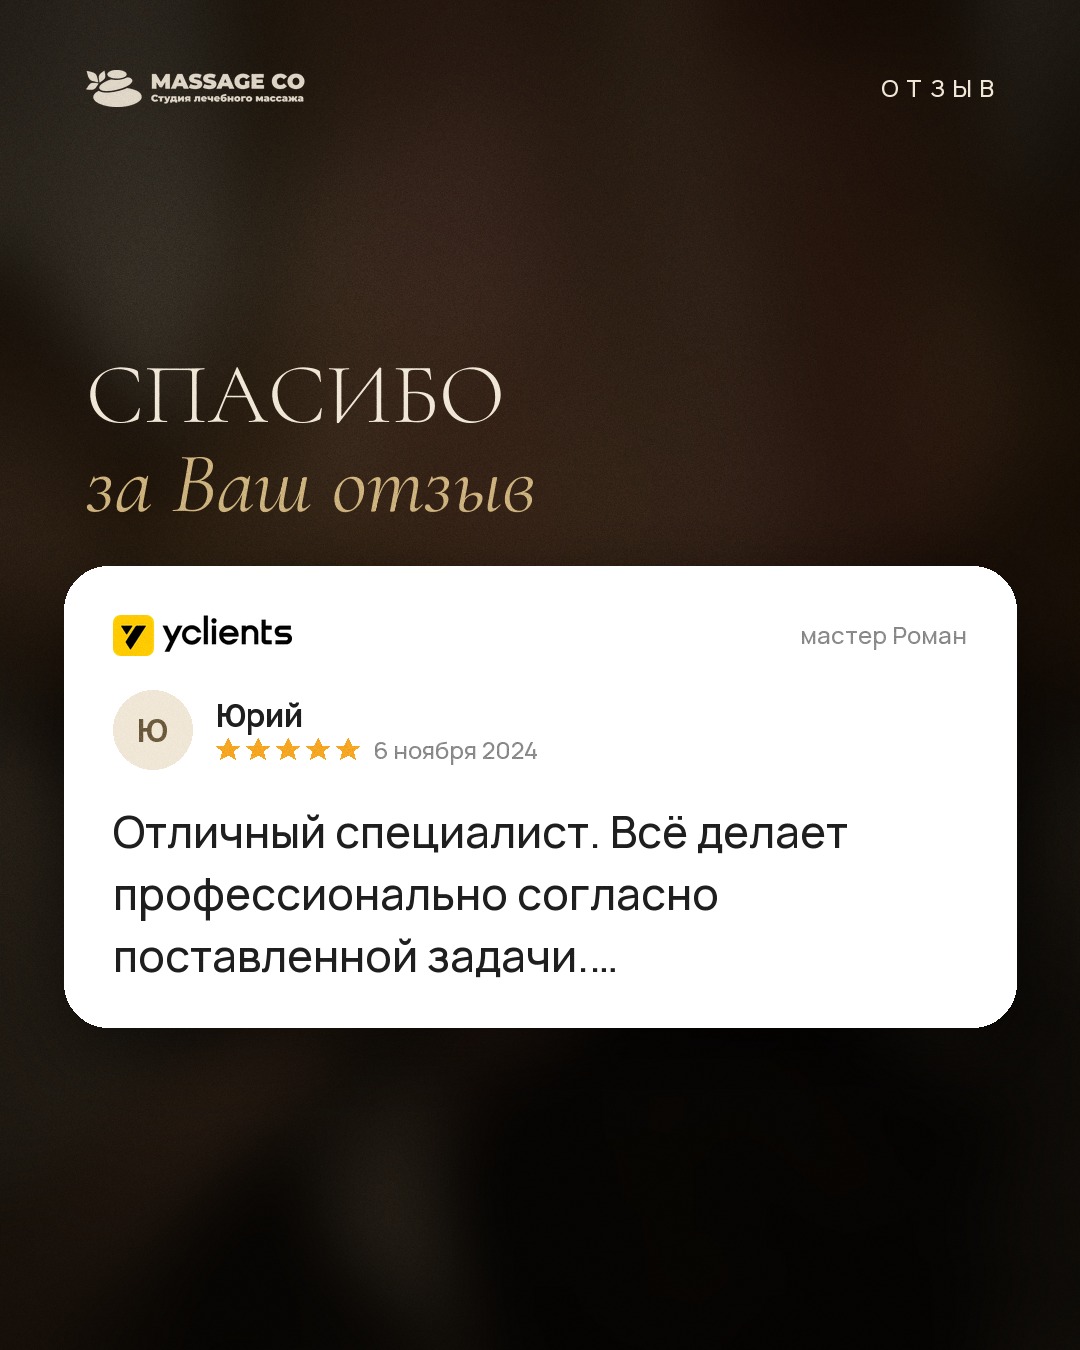 MASSAGE CO
Студия лечебного массажа
ОТЗЫВ
СПАСИБО
за Ваш отзыв
yclients
мастер Роман
Ю
Юрий
6 ноября 2024
Отличный специалист. Всё делает
профессионально согласно
поставленной задачи.…